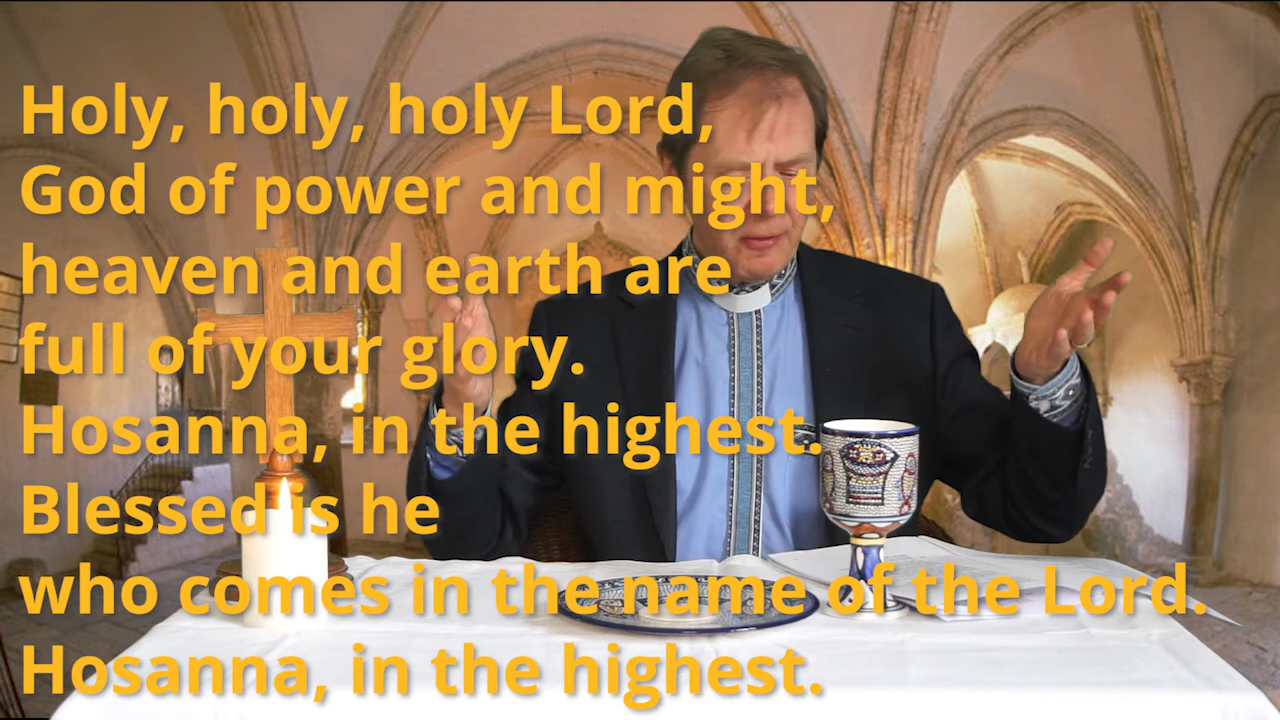 Holy, holy, holy Lord,
God of power and might,
heaven and earth are
full of your glory.
Hosanna, in the highest.
Blessed is he
who comes in the name of the Lord.
Hosanna, in the highest.